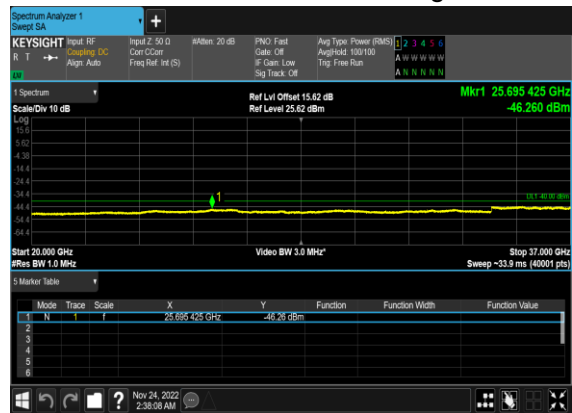 Spectrum Analyzer 1
Swept SA
KEYSIGHT Input: RF Input Z: 50 Ω #Atten: 20 dB PNO: Fast Avg Type: Power (RMS) 1 2 3 4 5 6
R T Coupling: DC Corr CCorr Gate: Off Avg|Hold: 100/100 A W W W W W
Align: Auto Freq Ref: Int (S) IF Gain: Low Trig: Free Run
Sig Track: Off A N N N N N
1 Spectrum Ref Lvl Offset 15.62 dB Mkr1 25.695 425 GHz
Scale/Div 10 dB Ref Level 25.62 dBm -46.260 dBm
Log
15.6
5.62
-4.38
-14.4
-24.4
-34.4 1
-44.4
-54.4
-64.4
Start 20.000 GHz Video BW 3.0 MHz* Stop 37.000 GHz
#Res BW 1.0 MHz Sweep ~33.9 ms (40001 pts)
5 Marker Table
Mode Trace Scale X Y Function Function Width Function Value
1 N 1 f 25.695 425 GHz -46.26 dBm
2
3
4
5
6
? Nov 24, 2022
2:38:08 AM